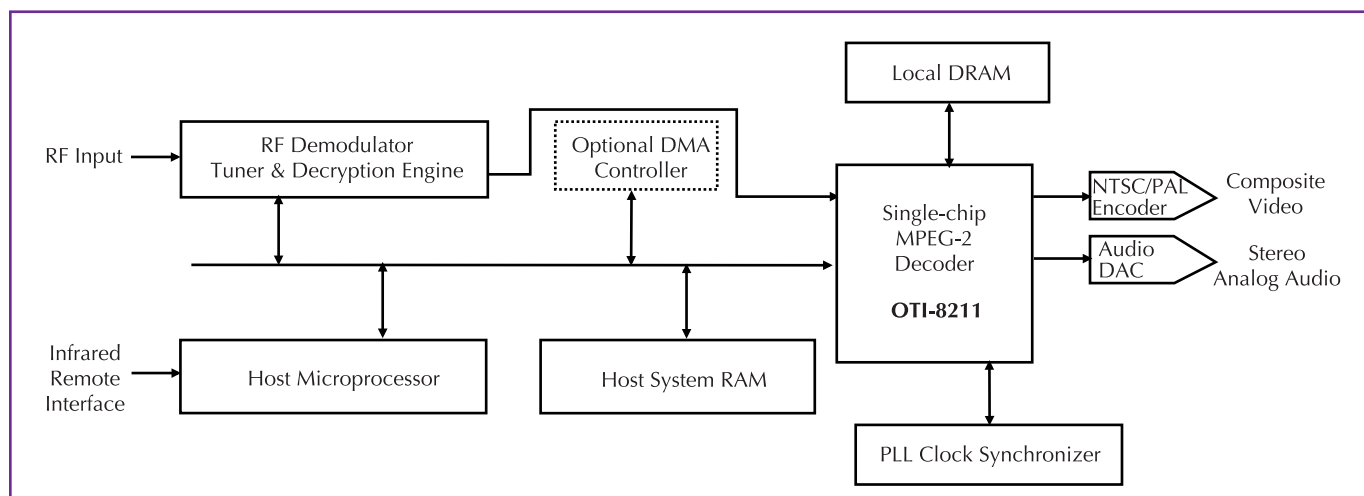 Local DRAM
RF Input
RF Demodulator
Tuner & Decryption Engine
Optional DMA
Controller
Single-chip
MPEG-2
Decoder
OTI-8211
NTSC/PAL
Encoder
Composite
Video
Audio
DAC
Stereo
Analog Audio
Infrared
Remote
Interface
Host Microprocessor
Host System RAM
PLL Clock Synchronizer